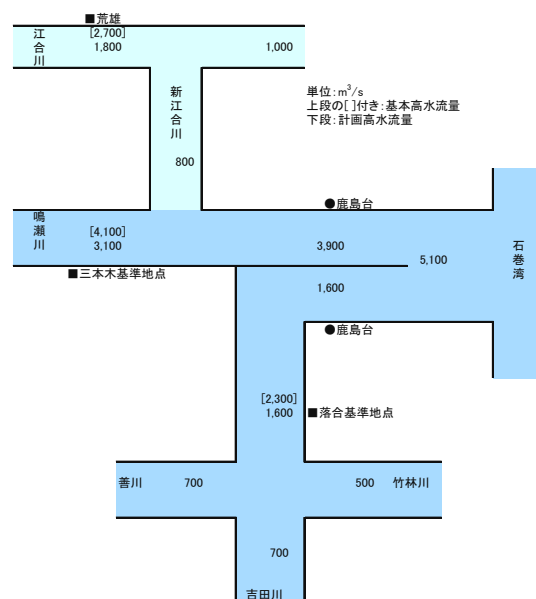 ■荒雄
江合川
[2,700]
1,800
1,000
新江合川
800
単位:m³/s
上段の[ ]付き:基本高水流量
下段:計画高水流量
●鹿島台
鳴瀬川
[4,100]
3,100
3,900
5,100
石巻湾
■三本木基準地点
1,600
●鹿島台
[2,300]
1,600
■落合基準地点
善川
700
500
竹林川
700
吉田川